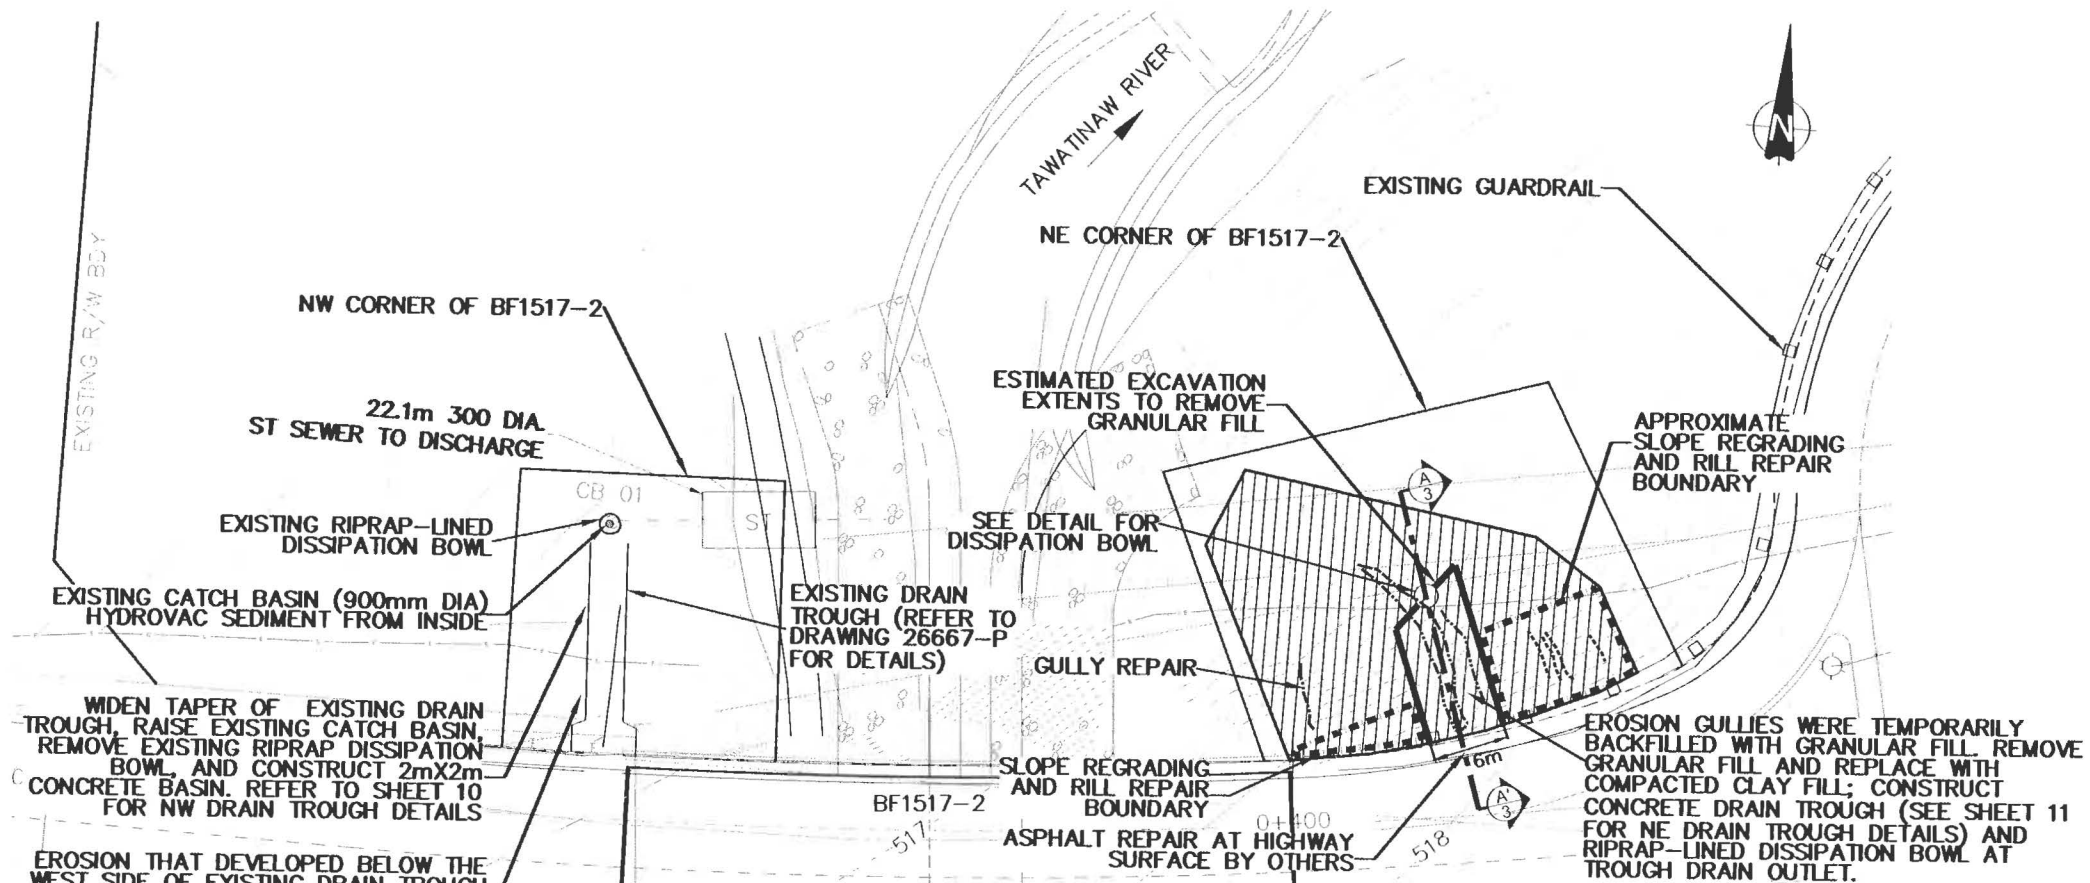 TAWATINAW RIVER
N
EXISTING GUARDRAIL
NE CORNER OF BF1517-2
EXISTING R/W BDY
NW CORNER OF BF1517-2
22.1m 300 DIA.
ST SEWER TO DISCHARGE
ESTIMATED EXCAVATION
EXTENTS TO REMOVE
GRANULAR FILL
APPROXIMATE
SLOPE REGRADING
AND RILL REPAIR
BOUNDARY
A
3
CB 01
ST
EXISTING RIPRAP-LINED
DISSIPATION BOWL
SEE DETAIL FOR
DISSIPATION BOWL
EXISTING CATCH BASIN (900mm DIA)
HYDROVAC SEDIMENT FROM INSIDE
EXISTING DRAIN
TROUGH (REFER TO
DRAWING 26667-P
FOR DETAILS)
GULLY REPAIR
WIDEN TAPER OF EXISTING DRAIN
TROUGH, RAISE EXISTING CATCH BASIN,
REMOVE EXISTING RIPRAP DISSIPATION
BOWL, AND CONSTRUCT 2mX2m
CONCRETE BASIN. REFER TO SHEET 10
FOR NW DRAIN TROUGH DETAILS
SLOPE REGRADING
AND RILL REPAIR
BOUNDARY
6m
A'
3
EROSION GULLIES WERE TEMPORARILY
BACKFILLED WITH GRANULAR FILL. REMOVE
GRANULAR FILL AND REPLACE WITH
COMPACTED CLAY FILL; CONSTRUCT
CONCRETE DRAIN TROUGH (SEE SHEET 11
FOR NE DRAIN TROUGH DETAILS) AND
RIPRAP-LINED DISSIPATION BOWL AT
TROUGH DRAIN OUTLET.
BF1517-2
517
0+400
518
ASPHALT REPAIR AT HIGHWAY
SURFACE BY OTHERS
EROSION THAT DEVELOPED BELOW THE
WEST SIDE OF EXISTING DRAIN TROUGH